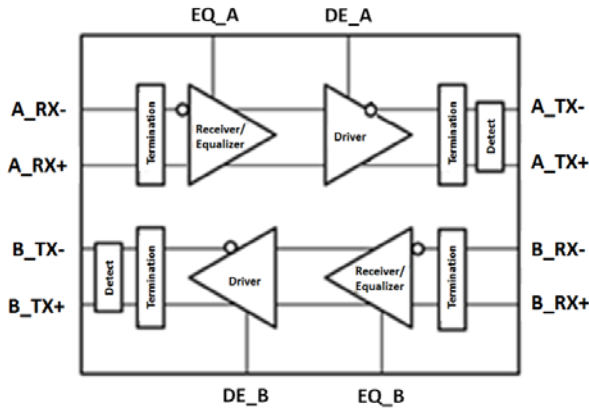 EQ_A
DE_A
A_RX-
Termination
Receiver/
Equalizer
Driver
Termination
Detect
A_TX-
A_RX+
A_TX+
B_TX-
Detect
Termination
Driver
Receiver/
Equalizer
Termination
B_RX-
B_TX+
B_RX+
DE_B
EQ_B